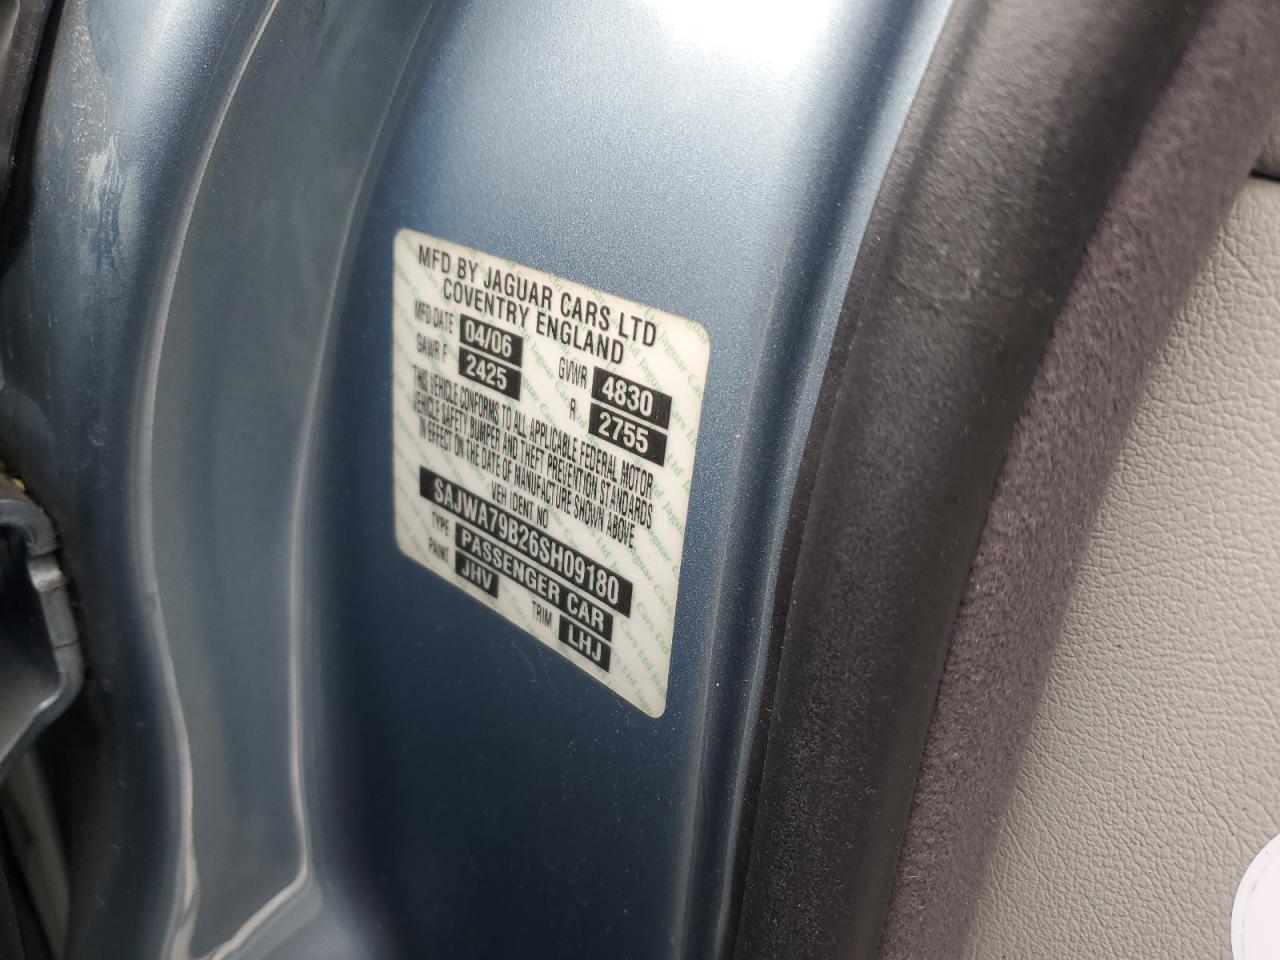 MFD BY JAGUAR CARS LTD
COVENTRY ENGLAND
MFD DATE 04/06 GVWR 4830
GAWR F 2425 R 2755
THIS VEHICLE CONFORMS TO ALL APPLICABLE FEDERAL MOTOR
VEHICLE SAFETY BUMPER AND THEFT PREVENTION STANDARDS
IN EFFECT ON THE DATE OF MANUFACTURE SHOWN ABOVE
VEH IDENT NO
SAJWA79B26SH09180
TYPE PASSENGER CAR
PAINT JHV TRIM LHJ